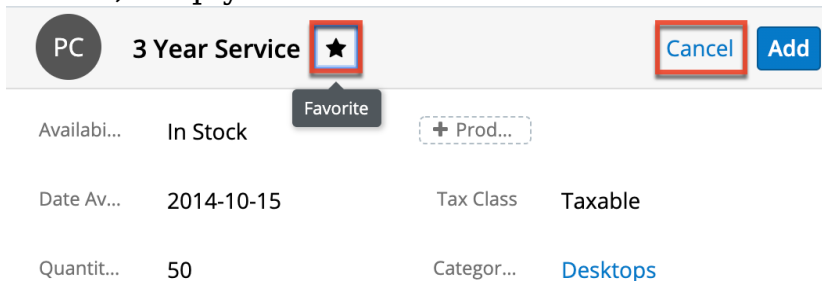 PC 3 Year Service Cancel Add
Favorite
Availabi... In Stock + Prod...
Date Av... 2014-10-15 Tax Class Taxable
Quantit... 50 Categor... Desktops